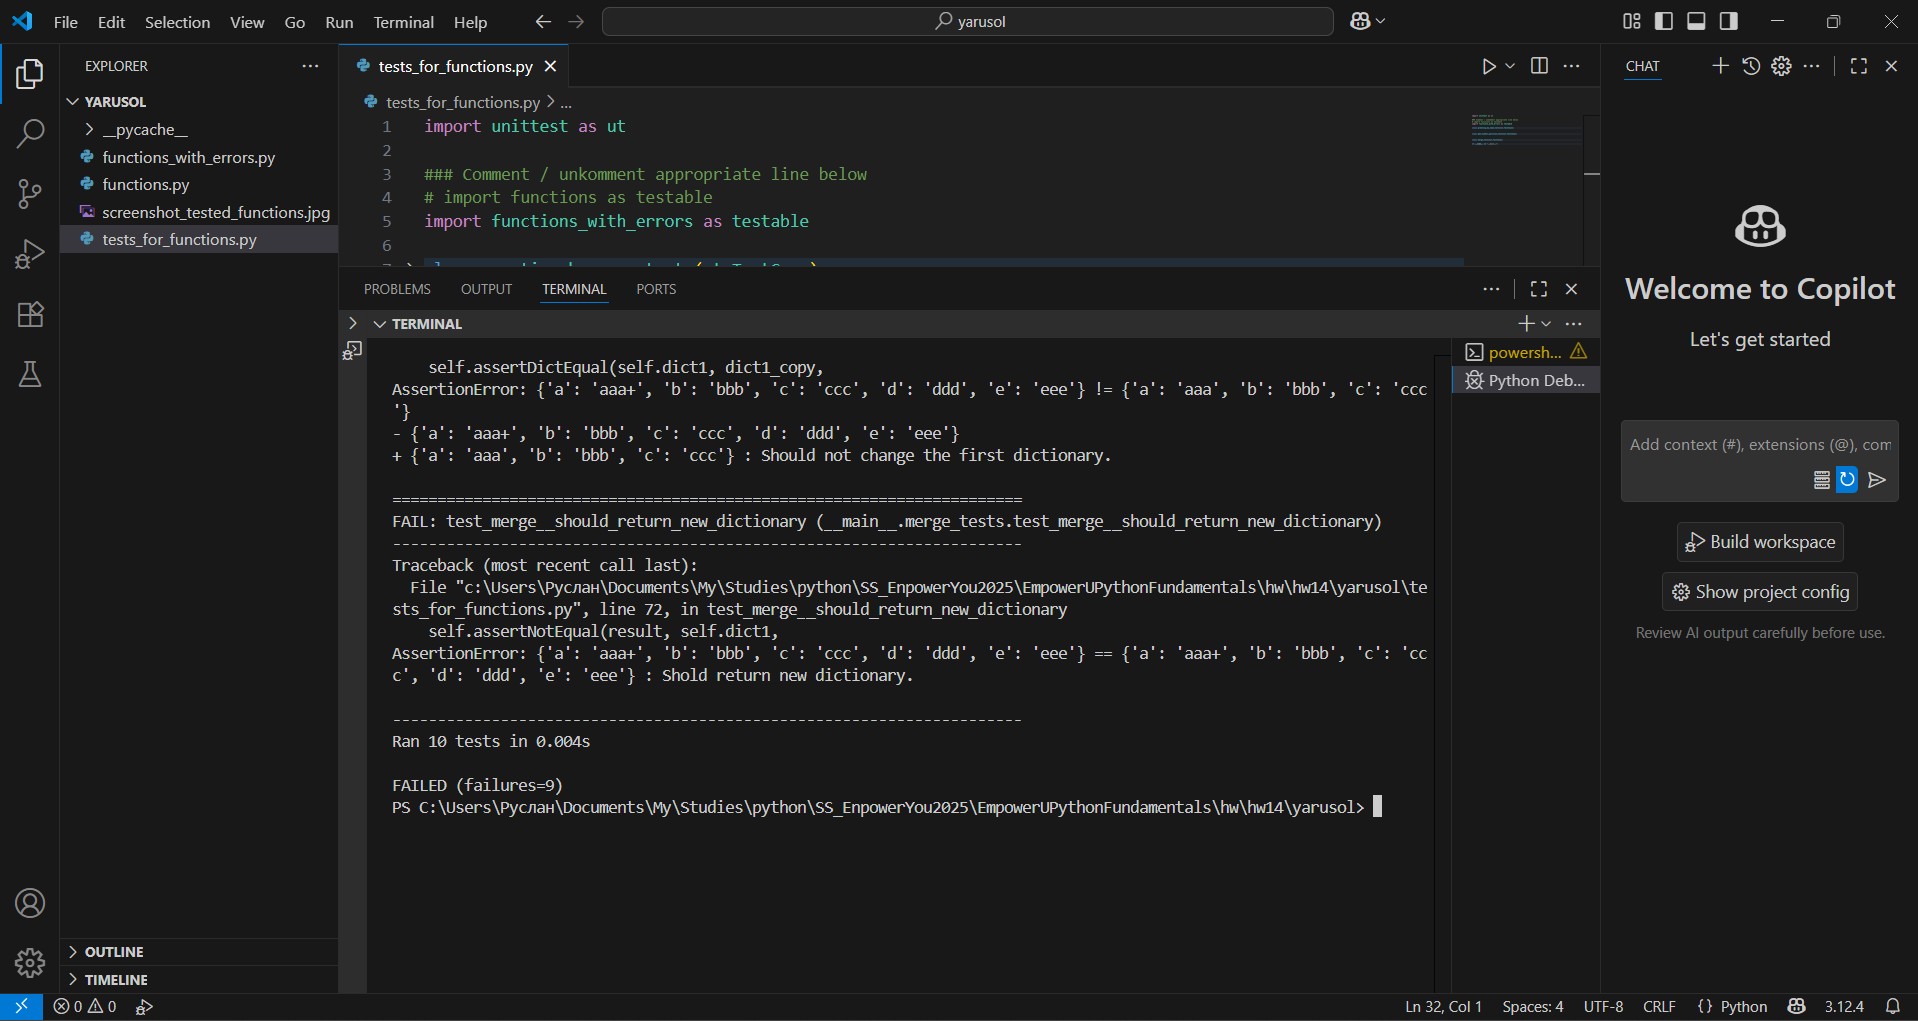 File Edit Selection View Go Run Terminal Help
yarusol
EXPLORER
YARUSOL
__pycache__
functions_with_errors.py
functions.py
screenshot_tested_functions.jpg
tests_for_functions.py
OUTLINE
TIMELINE
tests_for_functions.py
tests_for_functions.py > ...
1 import unittest as ut
2
3 ### Comment / unkomment appropriate line below
4 # import functions as testable
5 import functions_with_errors as testable
6
PROBLEMS OUTPUT TERMINAL PORTS
TERMINAL
self.assertDictEqual(self.dict1, dict1_copy,
AssertionError: {'a': 'aaa+', 'b': 'bbb', 'c': 'ccc', 'd': 'ddd', 'e': 'eee'} != {'a': 'aaa', 'b': 'bbb', 'c': 'ccc
'}
- {'a': 'aaa+', 'b': 'bbb', 'c': 'ccc', 'd': 'ddd', 'e': 'eee'}
+ {'a': 'aaa', 'b': 'bbb', 'c': 'ccc'} : Should not change the first dictionary.
======================================================================
FAIL: test_merge__should_return_new_dictionary (__main__.merge_tests.test_merge__should_return_new_dictionary)
----------------------------------------------------------------------
Traceback (most recent call last):
File "c:\Users\Руслан\Documents\My\Studies\python\SS_EnpowerYou2025\EmpowerUPythonFundamentals\hw\hw14\yarusol\te
sts_for_functions.py", line 72, in test_merge__should_return_new_dictionary
self.assertNotEqual(result, self.dict1,
AssertionError: {'a': 'aaa+', 'b': 'bbb', 'c': 'ccc', 'd': 'ddd', 'e': 'eee'} == {'a': 'aaa+', 'b': 'bbb', 'c': 'cc
c', 'd': 'ddd', 'e': 'eee'} : Shold return new dictionary.
----------------------------------------------------------------------
Ran 10 tests in 0.004s
FAILED (failures=9)
PS C:\Users\Руслан\Documents\My\Studies\python\SS_EnpowerYou2025\EmpowerUPythonFundamentals\hw\hw14\yarusol>
powersh...
Python Deb...
CHAT
Welcome to Copilot
Let's get started
Add context (#), extensions (@), com
Build workspace
Show project config
Review AI output carefully before use.
0 0
Ln 32, Col 1 Spaces: 4 UTF-8 CRLF {} Python 3.12.4